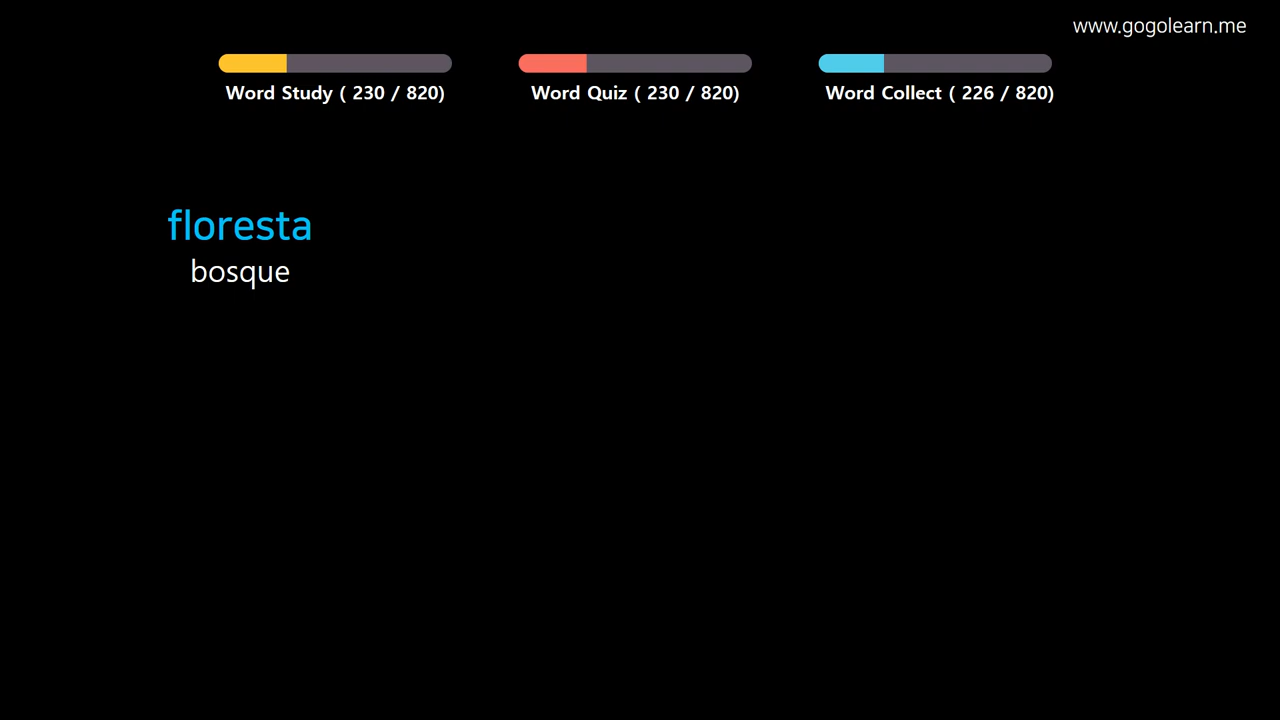 www.gogolearn.me
Word Study ( 230 / 820)
Word Quiz ( 230 / 820)
Word Collect ( 226 / 820)
floresta
bosque